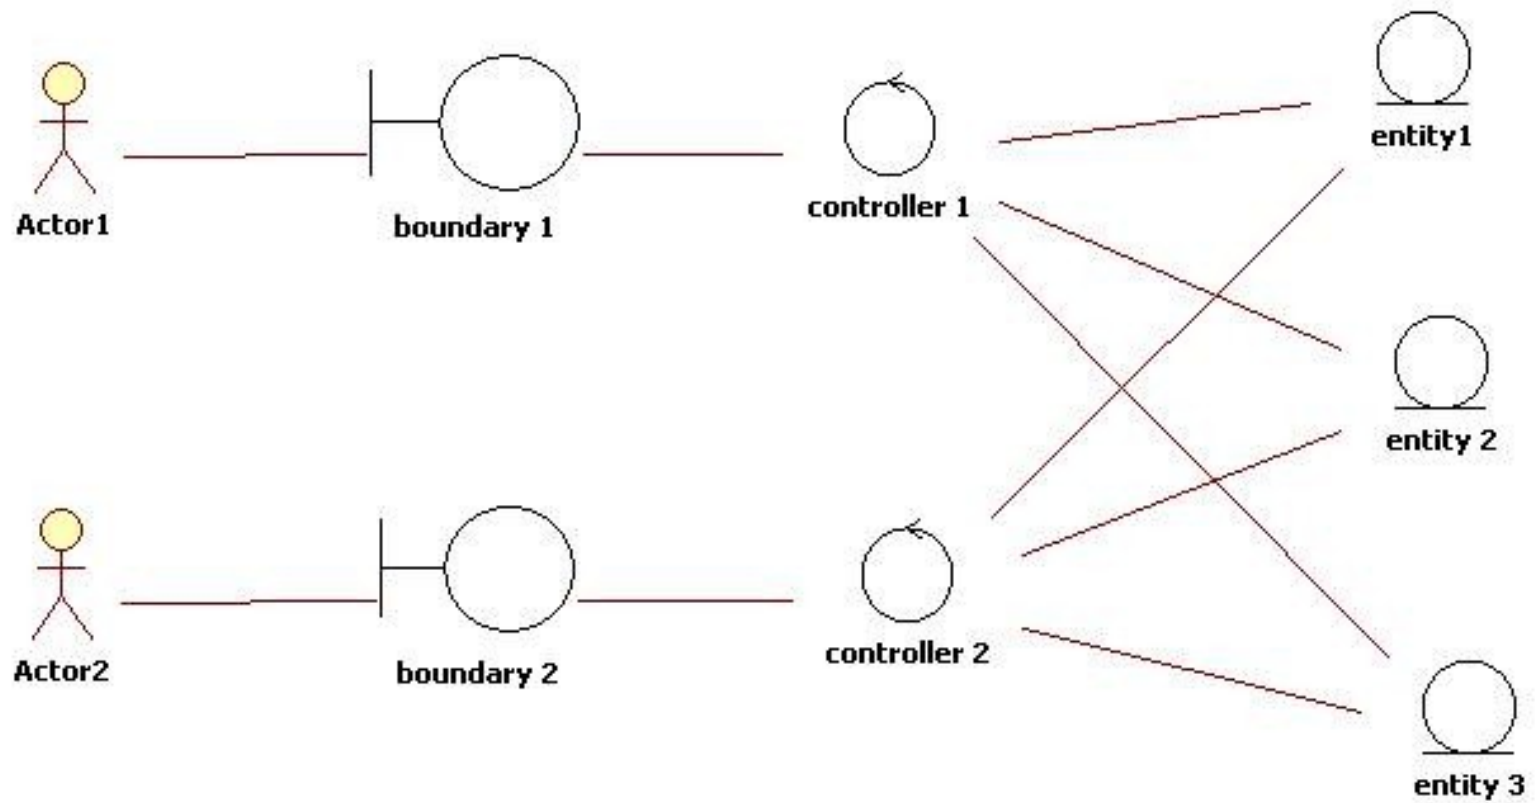 Actor1
boundary 1
controller 1
entity1
entity 2
Actor2
boundary 2
controller 2
entity 3